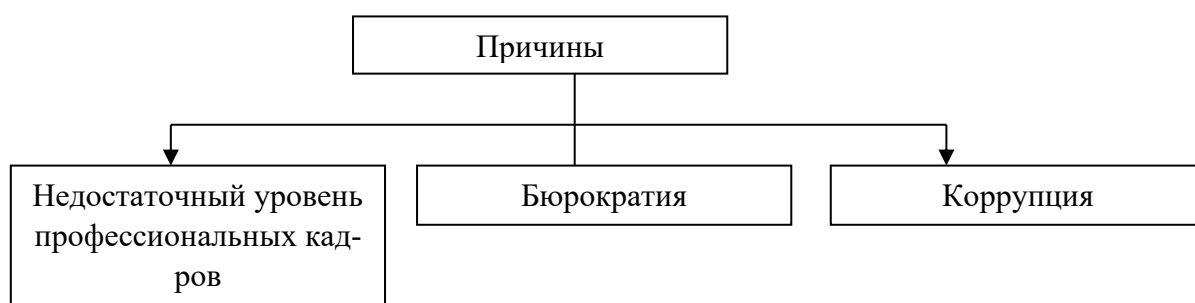 Причины
Недостаточный уровень
профессиональных кад-
ров
Бюрократия
Коррупция